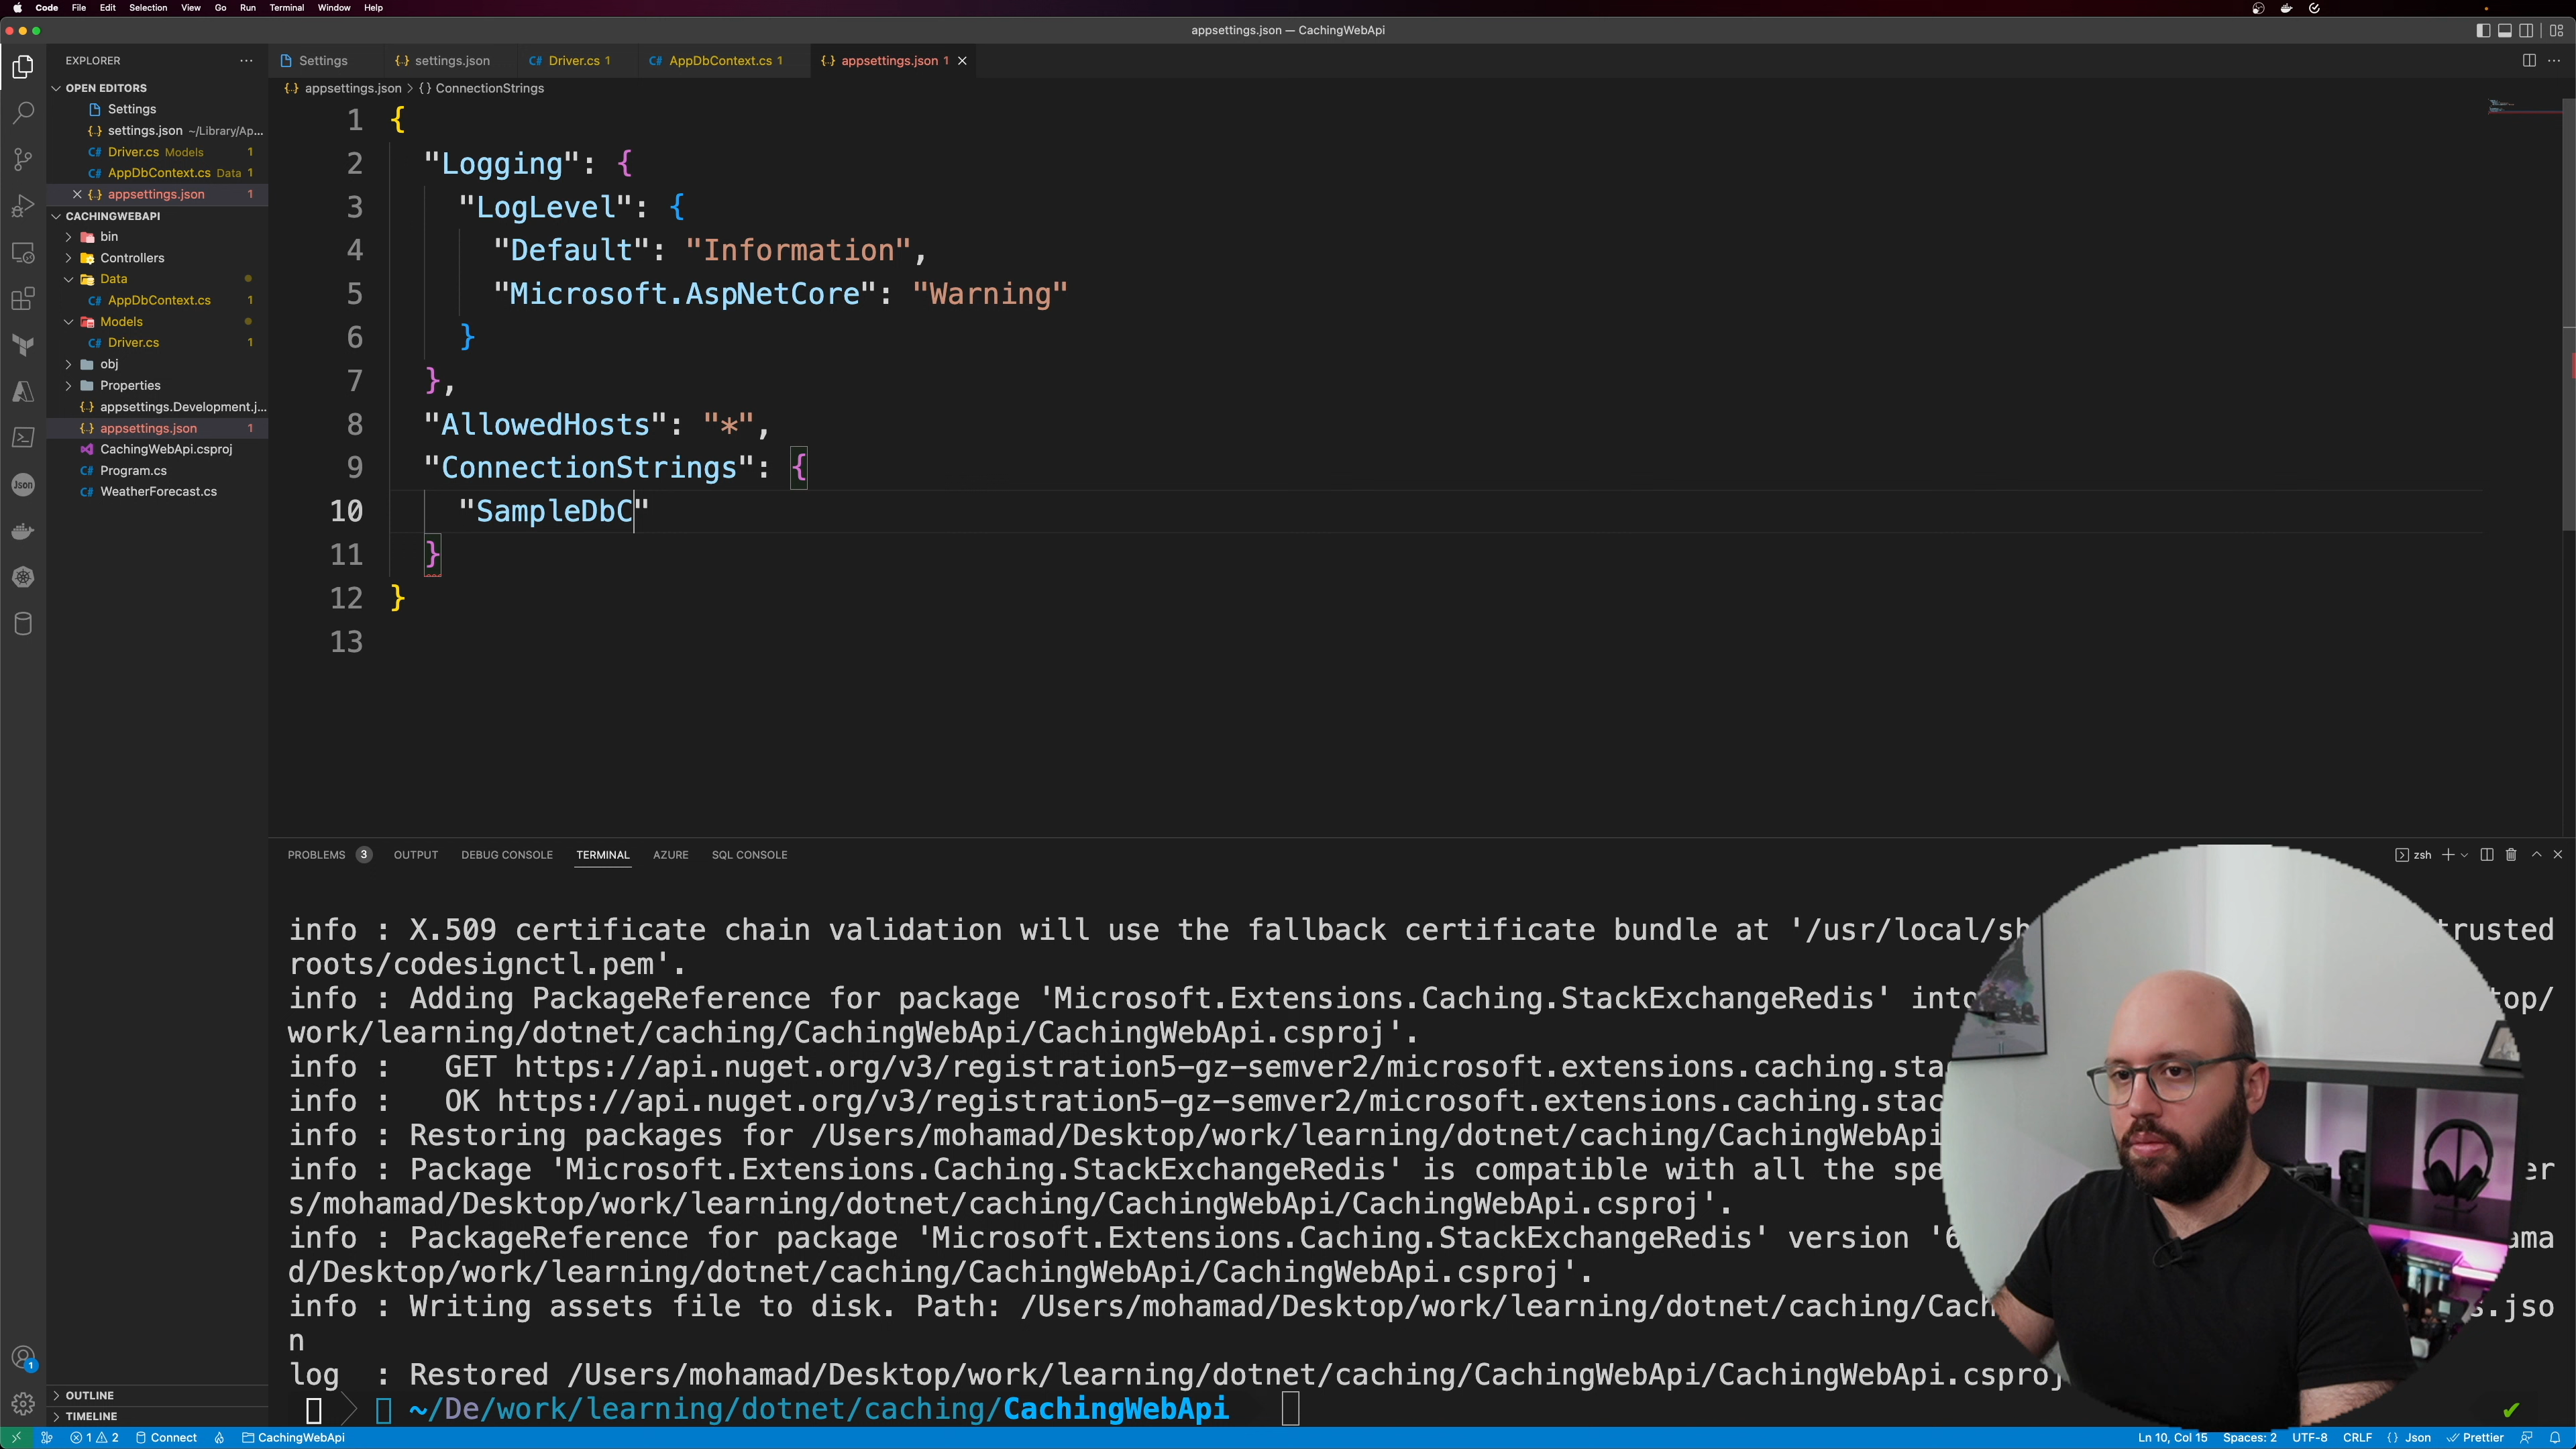 Code File Edit Selection View Go Run Terminal Window Help
appsettings.json — CachingWebApi
EXPLORER
OPEN EDITORS
Settings
settings.json ~/Library/Ap...
Driver.cs Models 1
AppDbContext.cs Data 1
appsettings.json 1
CACHINGWEBAPI
bin
Controllers
Data
AppDbContext.cs 1
Models
Driver.cs 1
obj
Properties
appsettings.Development.j...
appsettings.json 1
CachingWebApi.csproj
Program.cs
WeatherForecast.cs
OUTLINE
TIMELINE
Settings settings.json Driver.cs 1 AppDbContext.cs 1 appsettings.json 1
appsettings.json > {} ConnectionStrings
1 {
2 "Logging": {
3 "LogLevel": {
4 "Default": "Information",
5 "Microsoft.AspNetCore": "Warning"
6 }
7 },
8 "AllowedHosts": "*",
9 "ConnectionStrings": {
10 "SampleDbC"
11 }
12 }
13
PROBLEMS 3 OUTPUT DEBUG CONSOLE TERMINAL AZURE SQL CONSOLE
zsh
info : X.509 certificate chain validation will use the fallback certificate bundle at '/usr/local/sh trusted
roots/codesignctl.pem'.
info : Adding PackageReference for package 'Microsoft.Extensions.Caching.StackExchangeRedis' into top/
work/learning/dotnet/caching/CachingWebApi/CachingWebApi.csproj'.
info : GET https://api.nuget.org/v3/registration5-gz-semver2/microsoft.extensions.caching.stac
info : OK https://api.nuget.org/v3/registration5-gz-semver2/microsoft.extensions.caching.stac
info : Restoring packages for /Users/mohamad/Desktop/work/learning/dotnet/caching/CachingWebApi
info : Package 'Microsoft.Extensions.Caching.StackExchangeRedis' is compatible with all the spe er
s/mohamad/Desktop/work/learning/dotnet/caching/CachingWebApi/CachingWebApi.csproj'.
info : PackageReference for package 'Microsoft.Extensions.Caching.StackExchangeRedis' version '6 ama
d/Desktop/work/learning/dotnet/caching/CachingWebApi/CachingWebApi.csproj'.
info : Writing assets file to disk. Path: /Users/mohamad/Desktop/work/learning/dotnet/caching/Cach s.jso
n
log : Restored /Users/mohamad/Desktop/work/learning/dotnet/caching/CachingWebApi/CachingWebApi.csproj
~/De/work/learning/dotnet/caching/CachingWebApi
1 2 Connect CachingWebApi Ln 10, Col 15 Spaces: 2 UTF-8 CRLF {} Json Prettier